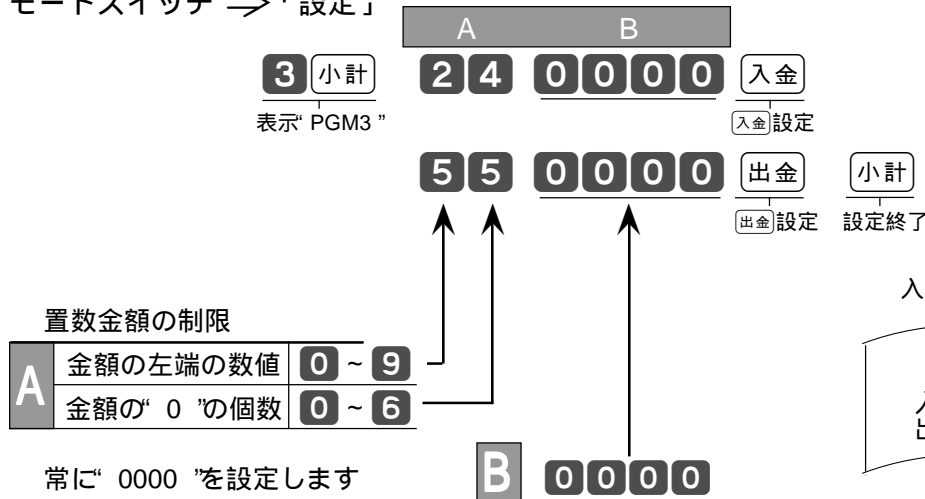 モードスイッチ ⇒「設定」
A B
3 小計 2 4 0 0 0 0 入金
表示“ PGM3 ” 入金 設定
5 5 0 0 0 0 出金 小計
出金 設定 設定終了
入
置数金額の制限
A 金額の左端の数値 0 ~ 9
金額の“ 0 ”の個数 0 ~ 6
常に“ 0000 ”を設定します B 0 0 0 0